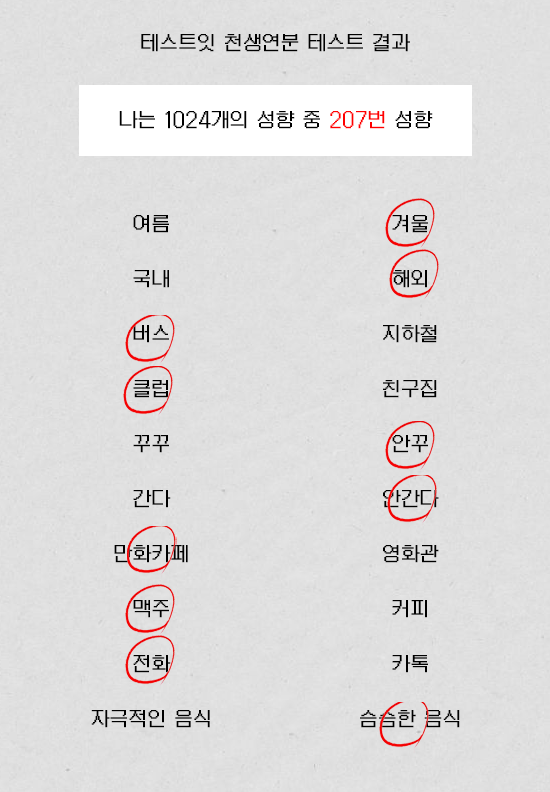 테스트잇 천생연분 테스트 결과
나는 1024개의 성향 중 207번 성향
여름 겨울
국내 해외
버스 지하철
클럽 친구집
꾸꾸 안꾸
간다 안간다
만화카페 영화관
맥주 커피
전화 카톡
자극적인 음식 슴슴한 음식